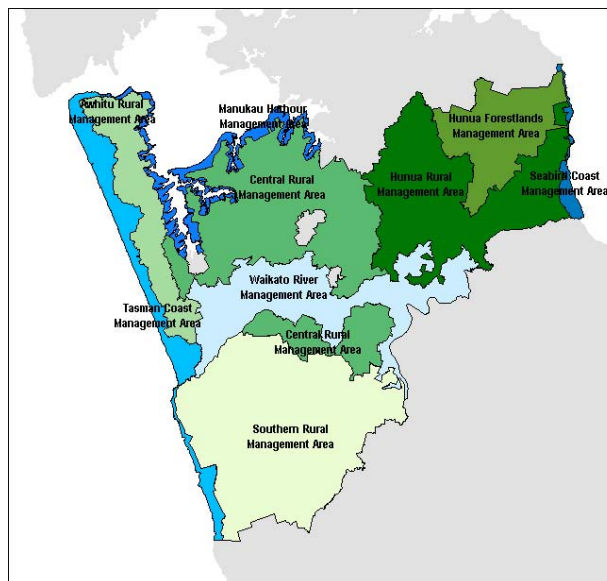 Awhitu Rural
Management Area
Manukau Harbour
Management Area
Hunua Forestlands
Management Area
Central Rural
Management Area
Hunua Rural
Management Area
Seabird Coast
Management Area
Waikato River
Management Area
Tasman Coast
Management Area
Central Rural
Management Area
Southern Rural
Management Area